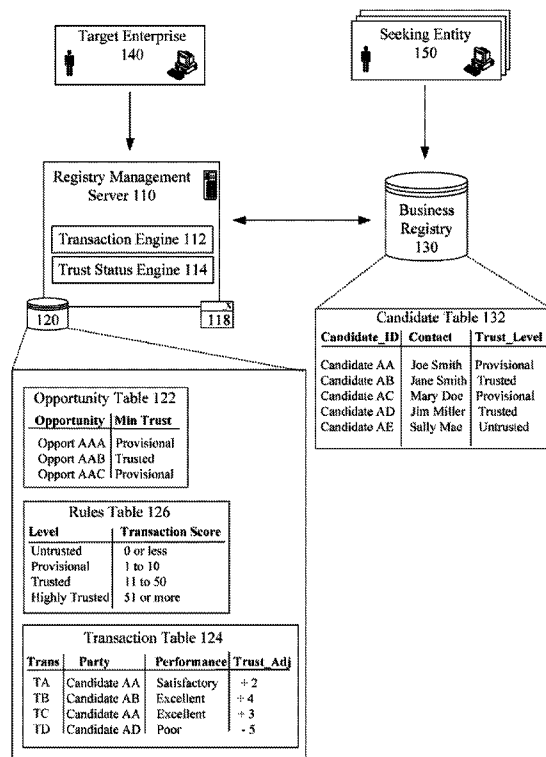 Target Enterprise
140
Seeking Entity
150
Registry Management
Server 110
Transaction Engine 112
Trust Status Engine 114
120
118
Business
Registry
130
Candidate Table 132
Candidate_ID Contact Trust_Level
Candidate AA Joe Smith Provisional
Candidate AB Jane Smith Trusted
Candidate AC Mary Doe Provisional
Candidate AD Jim Miller Trusted
Candidate AE Sally Mae Untrusted
Opportunity Table 122
Opportunity Min Trust
Opport AAA Provisional
Opport AAB Trusted
Opport AAC Provisional
Rules Table 126
Level Transaction Score
Untrusted 0 or less
Provisional 1 to 10
Trusted 11 to 50
Highly Trusted 51 or more
Transaction Table 124
Trans Party Performance Trust_Adj
TA Candidate AA Satisfactory + 2
TB Candidate AB Excellent + 4
TC Candidate AA Excellent + 3
TD Candidate AD Poor - 5